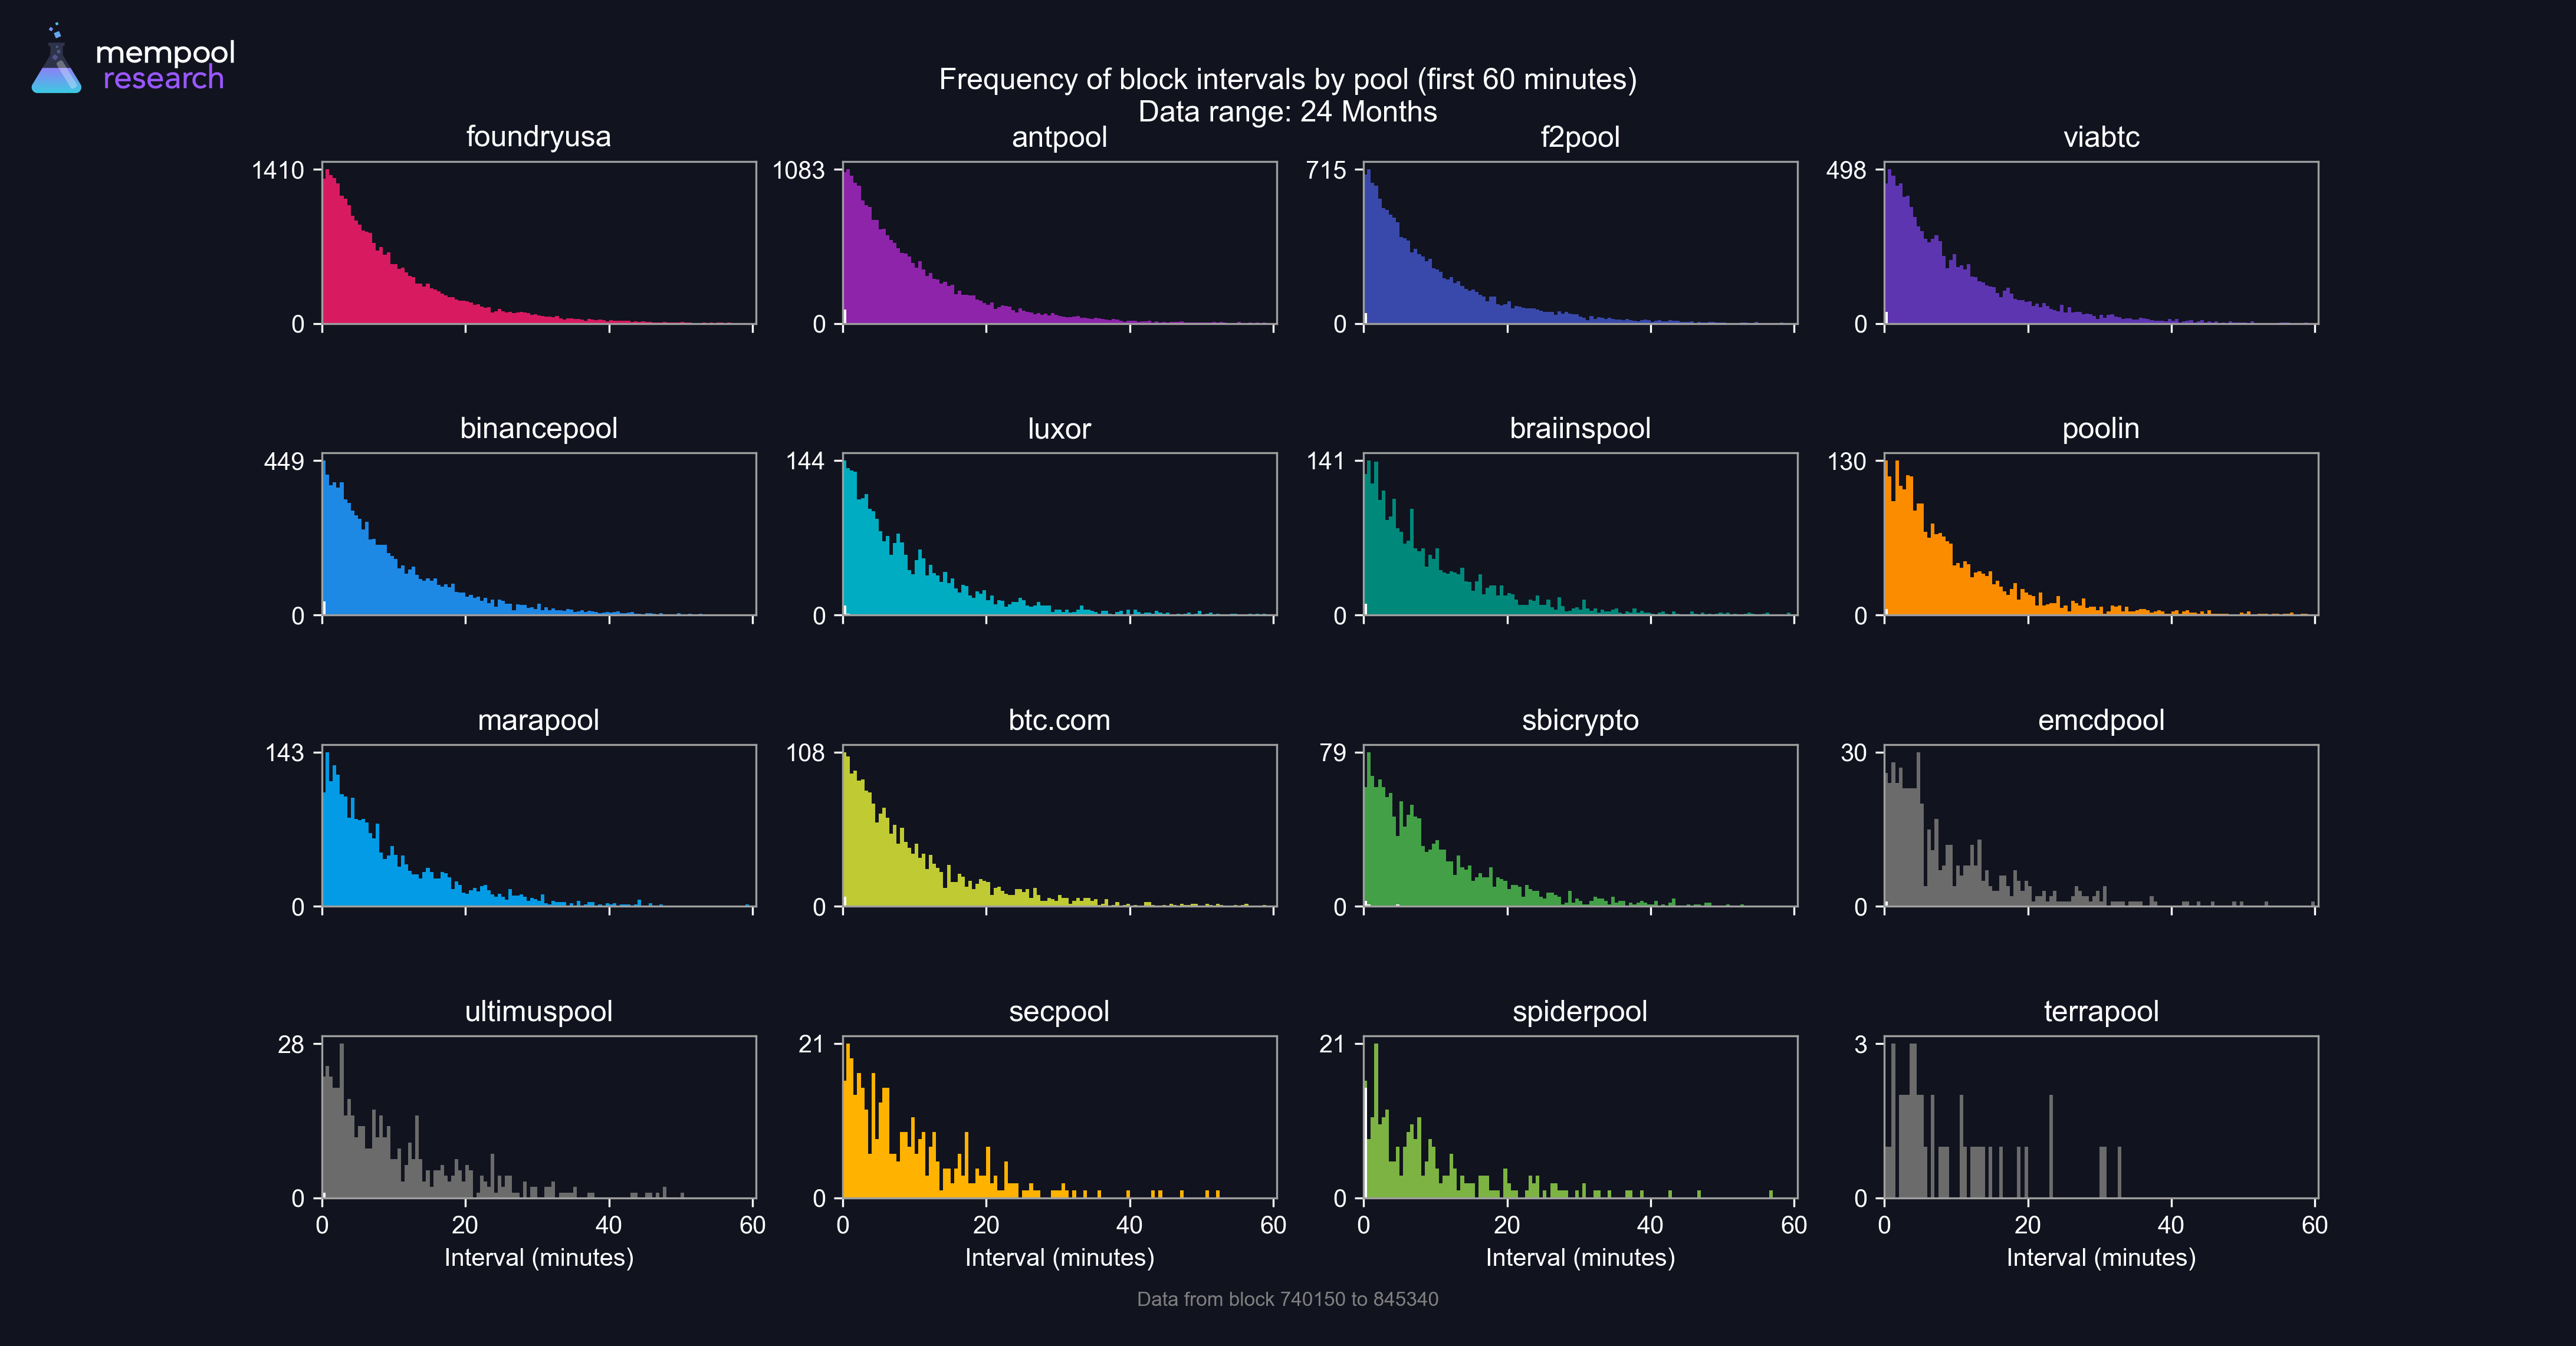 mempool
research
Frequency of block intervals by pool (first 60 minutes)
Data range: 24 Months
foundryusa
1410
0
antpool
1083
0
f2pool
715
0
viabtc
498
0
binancepool
449
0
luxor
144
0
braiinspool
141
0
poolin
130
0
marapool
143
0
btc.com
108
0
sbicrypto
79
0
emcdpool
30
0
ultimuspool
28
0
0 20 40 60
Interval (minutes)
secpool
21
0
0 20 40 60
Interval (minutes)
spiderpool
21
0
0 20 40 60
Interval (minutes)
terrapool
3
0
0 20 40 60
Interval (minutes)
Data from block 740150 to 845340